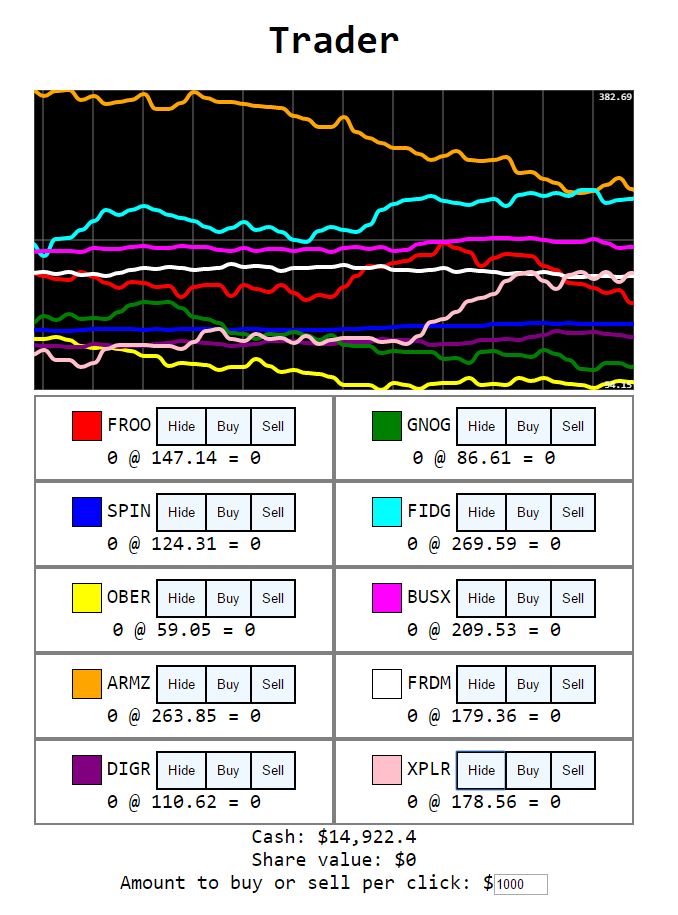 Trader
382.69
FROO Hide Buy Sell
0 @ 147.14 = 0
GNOG Hide Buy Sell
0 @ 86.61 = 0
SPIN Hide Buy Sell
0 @ 124.31 = 0
FIDG Hide Buy Sell
0 @ 269.59 = 0
OBER Hide Buy Sell
0 @ 59.05 = 0
BUSX Hide Buy Sell
0 @ 209.53 = 0
ARMZ Hide Buy Sell
0 @ 263.85 = 0
FRDM Hide Buy Sell
0 @ 179.36 = 0
DIGR Hide Buy Sell
0 @ 110.62 = 0
XPLR Hide Buy Sell
0 @ 178.56 = 0
Cash: $14,922.4
Share value: $0
Amount to buy or sell per click: $1000